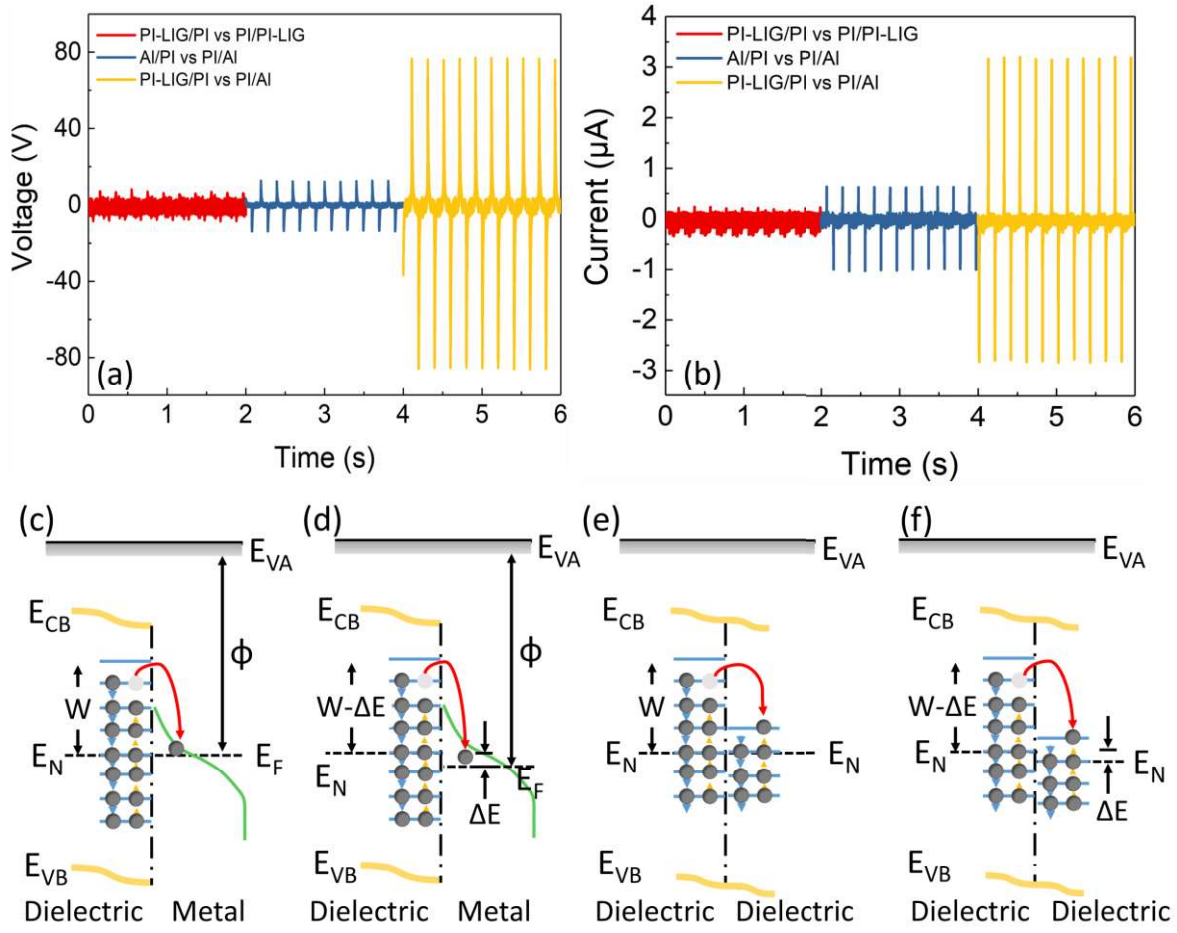 PI-LIG/PI vs PI/PI-LIG
Al/PI vs PI/Al
PI-LIG/PI vs PI/Al
80
40
0
-40
-80
Voltage (V)
(a)
0 1 2 3 4 5 6
Time (s)
PI-LIG/PI vs PI/PI-LIG
Al/PI vs PI/Al
PI-LIG/PI vs PI/Al
4
3
2
1
0
-1
-2
-3
Current (μA)
(b)
0 1 2 3 4 5 6
Time (s)
(c)
E_VA
E_CB
ϕ
W
E_N
E_F
E_VB
Dielectric Metal
(d)
E_VA
E_CB
ϕ
W-ΔE
E_N
E_F
ΔE
E_VB
Dielectric Metal
(e)
E_VA
E_CB
W
E_N
E_N
E_VB
Dielectric Dielectric
(f)
E_VA
E_CB
W-ΔE
E_N
E_N
ΔE
E_VB
Dielectric Dielectric